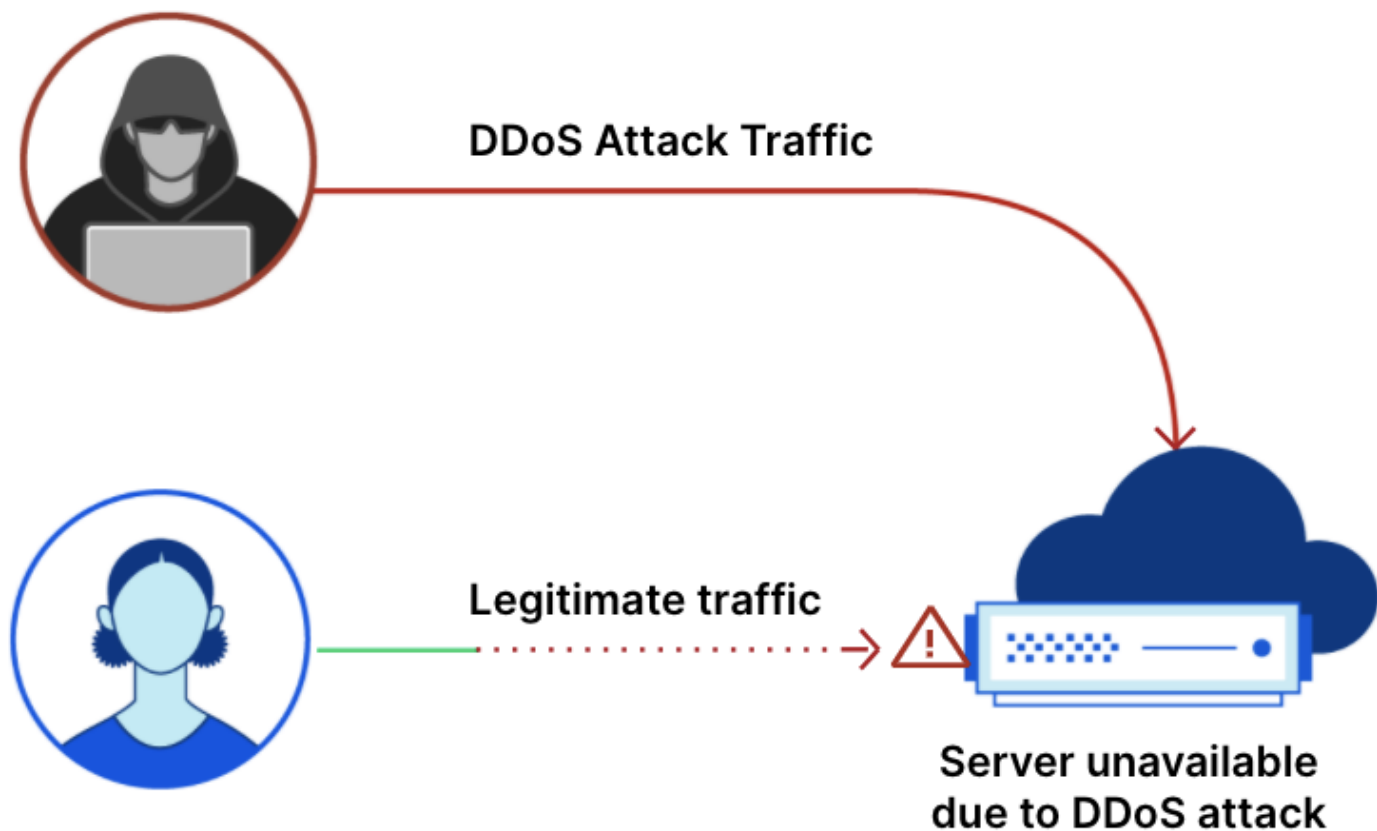 DDoS Attack Traffic
Legitimate traffic
Server unavailable
due to DDoS attack